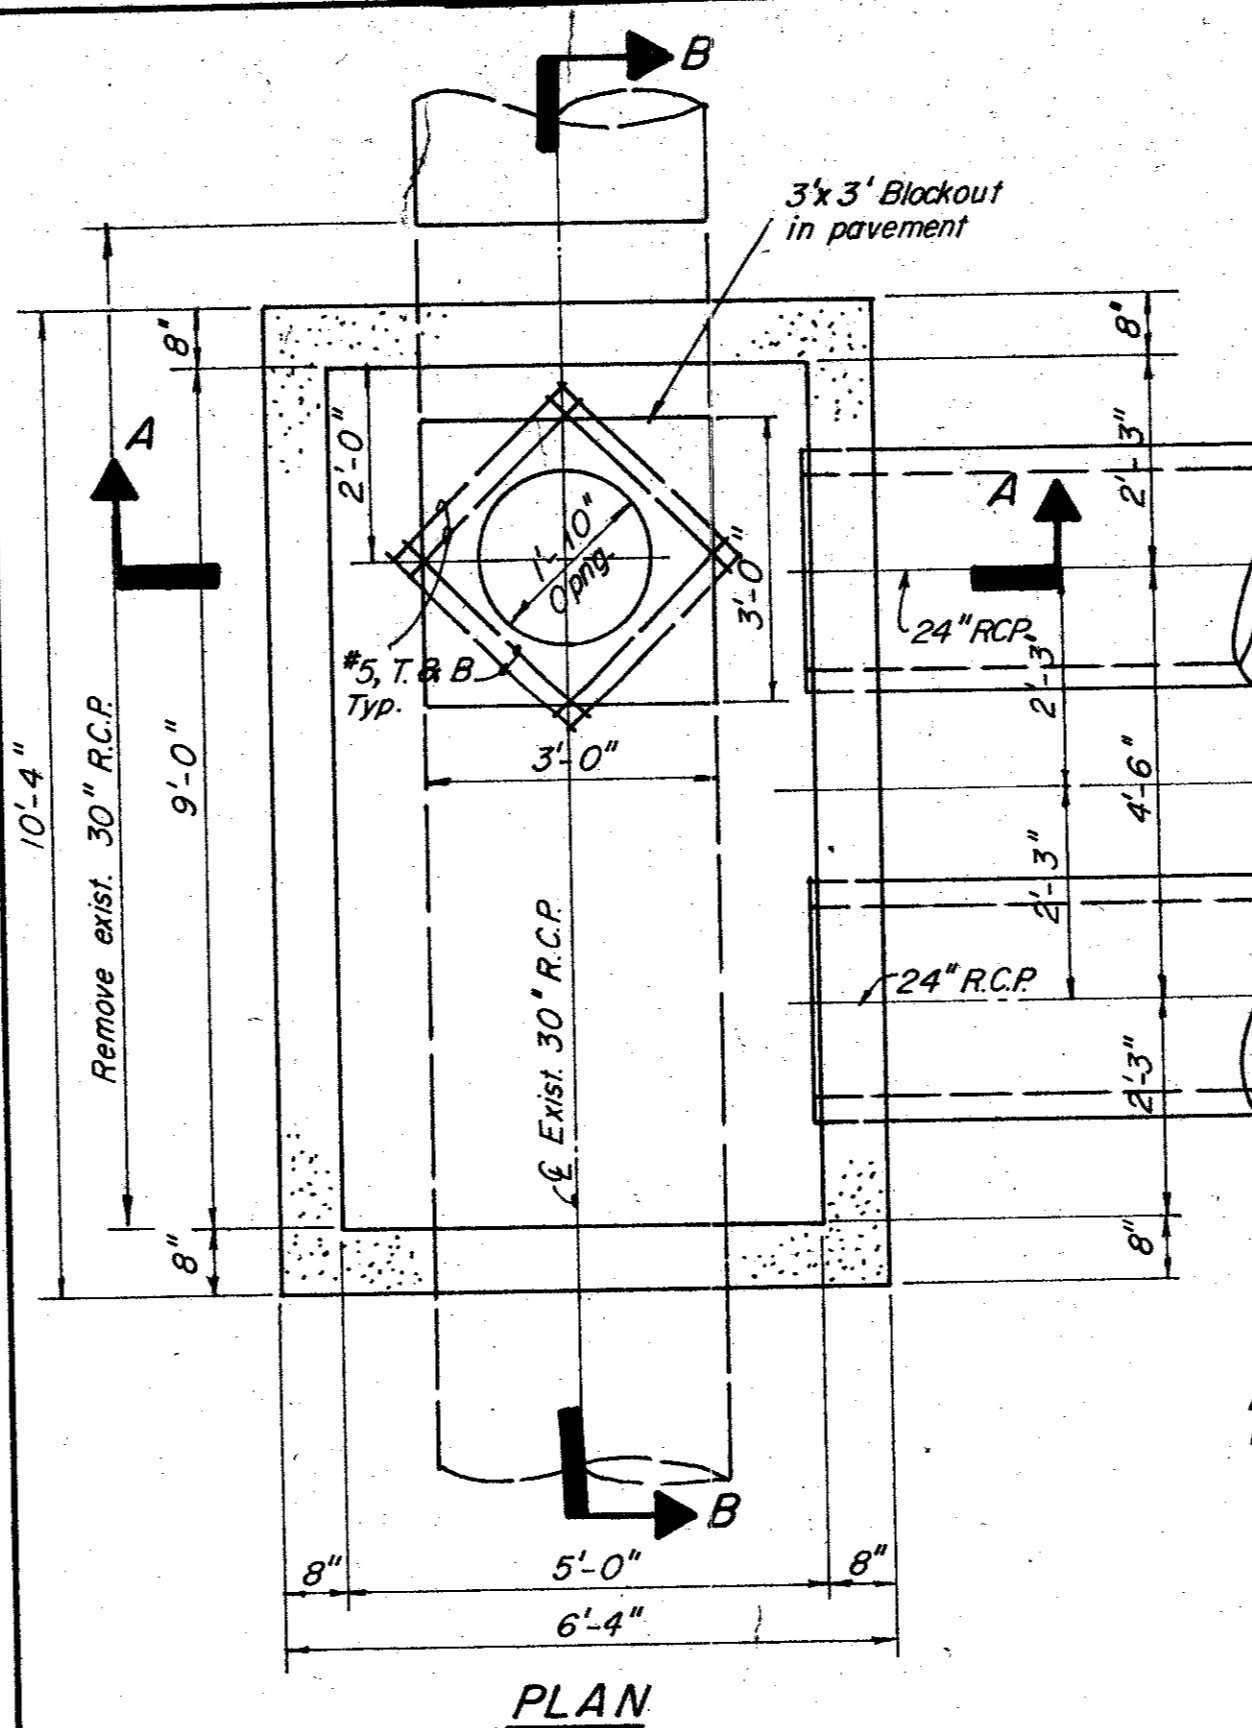 B
3'x 3' Blockout
in pavement
8"
8"
A
2'-0"
2'-3"
A
1'-10"
Opng.
3'-0"
24" RCP.
#5, T. & B
Typ.
2'-3"
3'-0"
10'-4"
Remove exist. 30" R.C.P.
9'-0"
4'-6"
2'-3"
℄ Exist. 30" R.C.P.
24" R.C.P.
2'-3"
8"
8"
B
8"
5'-0"
8"
6'-4"
PLAN